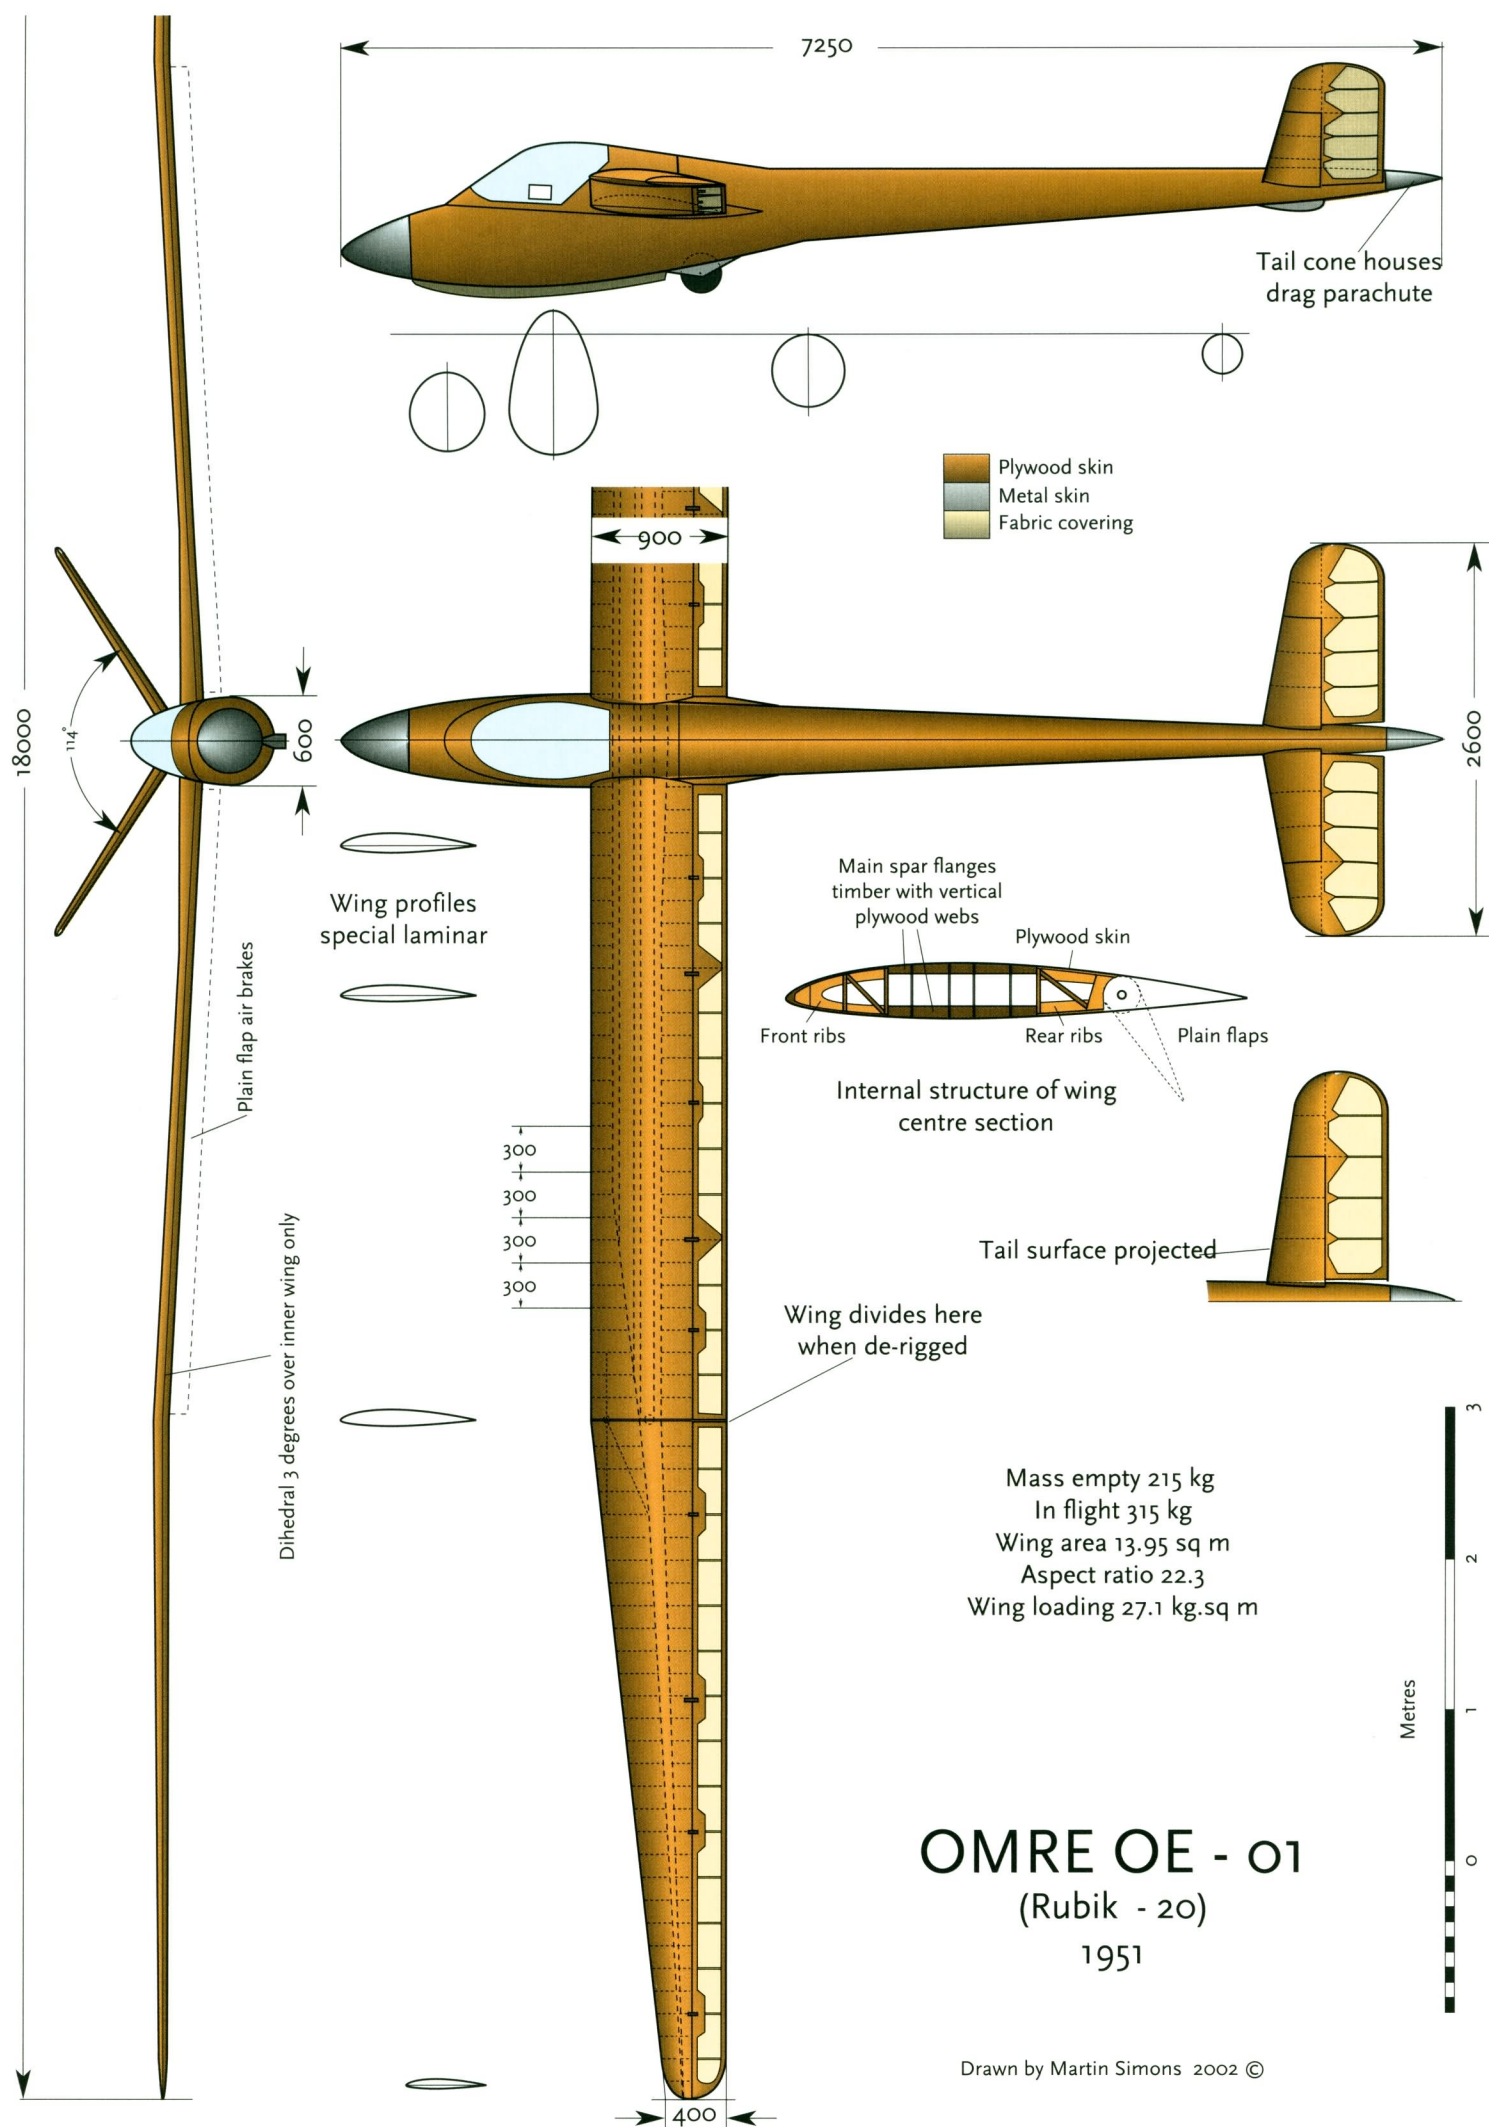 7250
Tail cone houses
drag parachute
Plywood skin
Metal skin
Fabric covering
900
18000
114°
600
2600
Wing profiles
special laminar
Main spar flanges
timber with vertical
plywood webs
Plywood skin
Front ribs
Rear ribs
Plain flaps
Internal structure of wing
centre section
Plain flap air brakes
300
300
300
300
Tail surface projected
Dihedral 3 degrees over inner wing only
Wing divides here
when de-rigged
Mass empty 215 kg
In flight 315 kg
Wing area 13.95 sq m
Aspect ratio 22.3
Wing loading 27.1 kg.sq m
3
2
1
0
Metres
OMRE OE - 01
(Rubik - 20)
1951
Drawn by Martin Simons 2002 ©
400